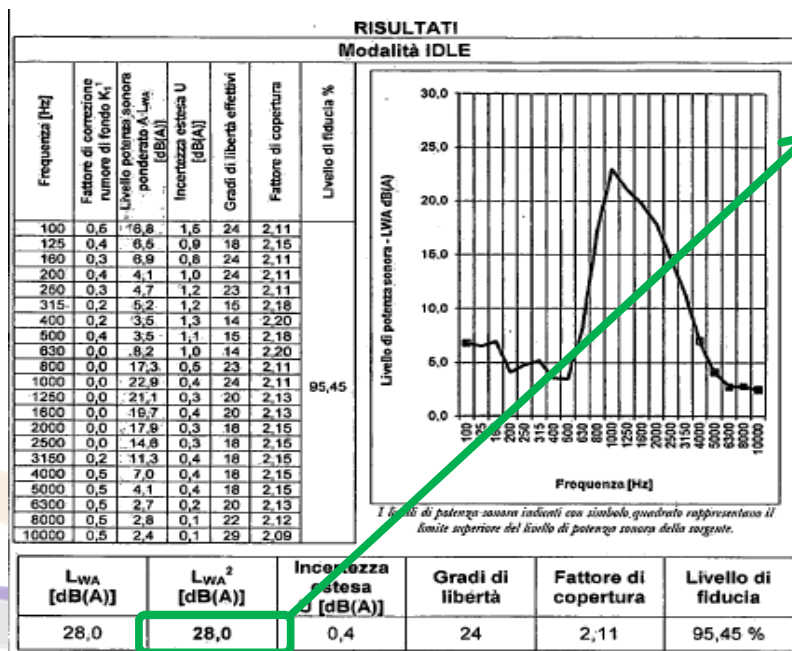 RISULTATI
Modalità IDLE
Frequenza [Hz]
Fattore di correzione rumore di fondo K₁¹
Livello potenza sonora ponderato A L_WA [dB(A)]
Incertezza estesa U [dB(A)]
Gradi di libertà effettivi
Fattore di copertura
Livello di fiducia %
100 0,5 6,8 1,5 24 2,11
125 0,4 6,5 0,9 18 2,15
160 0,3 6,9 0,8 24 2,11
200 0,4 4,1 1,0 24 2,11
250 0,3 4,7 1,2 23 2,11
315 0,2 5,2 1,2 15 2,18
400 0,2 3,5 1,3 14 2,20
500 0,4 3,5 1,1 15 2,18
630 0,0 8,2 1,0 14 2,20
800 0,0 17,3 0,5 23 2,11
1000 0,0 22,9 0,4 24 2,11
95,45
1250 0,0 21,1 0,3 20 2,13
1600 0,0 19,7 0,4 20 2,13
2000 0,0 17,9 0,3 18 2,15
2500 0,0 14,8 0,3 18 2,15
3150 0,2 11,3 0,4 18 2,15
4000 0,5 7,0 0,4 18 2,15
5000 0,5 4,1 0,4 18 2,15
6300 0,5 2,7 0,2 20 2,13
8000 0,5 2,8 0,1 22 2,12
10000 0,5 2,4 0,1 29 2,09
Livello di potenza sonora - LWA dB(A)
30,0
25,0
20,0
15,0
10,0
5,0
0,0
100 125 200 250 315 400 500 630 800 1000 1250 1600 2000 2500 3150 4000 5000 6300 8000 10000
Frequenza [Hz]
I livelli di potenza sonora indicati con simbolo quadrato rappresentano il
limite superiore del livello di potenza sonora della sorgente.
L_WA [dB(A)]
L_WA² [dB(A)]
Incertezza estesa U [dB(A)]
Gradi di libertà
Fattore di copertura
Livello di fiducia
28,0 28,0 0,4 24 2,11 95,45 %